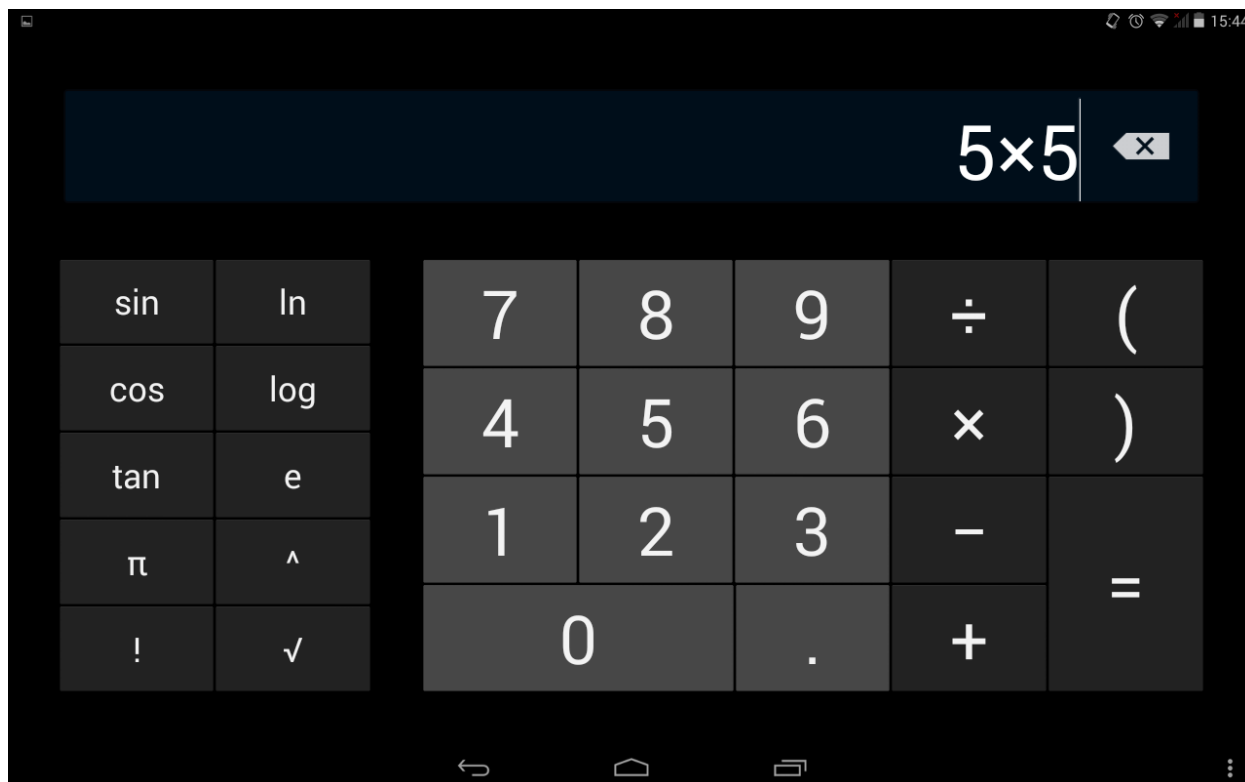 15:44
5×5
sin ln 7 8 9 ÷ (
cos log 4 5 6 × )
tan e 1 2 3 −
π ^ =
! √ 0 . +